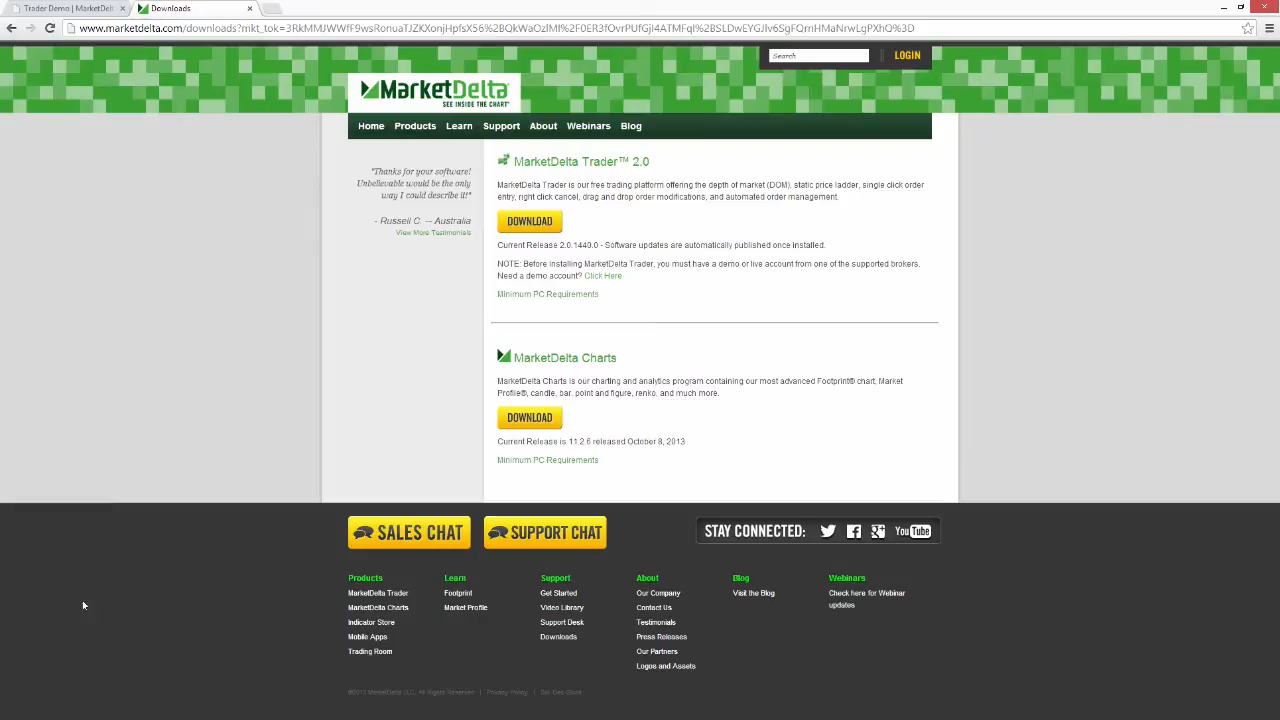 Trader Demo | MarketDelt
Downloads
www.marketdelta.com/downloads?mkt_tok=
Search
LOGIN
MarketDelta
SEE INSIDE THE CHART
Home Products Learn Support About Webinars Blog
"Thanks for your software!
Unbelievable would be the only
way I could describe it!"
- Russell C. -- Australia
View More Testimonials
MarketDelta Trader™ 2.0
MarketDelta Trader is our free trading platform offering the depth of market (DOM), static price ladder, single click order
entry, right click cancel, drag and drop order modifications, and automated order management.
DOWNLOAD
Current Release 2.0.1440.0 - Software updates are automatically published once installed.
NOTE: Before installing MarketDelta Trader, you must have a demo or live account from one of the supported brokers.
Need a demo account? Click Here
Minimum PC Requirements
MarketDelta Charts
MarketDelta Charts is our charting and analytics program containing our most advanced Footprint® chart, Market
Profile®, candle, bar, point and figure, renko, and much more.
DOWNLOAD
Current Release is 11.2.6 released October 8, 2013
Minimum PC Requirements
SALES CHAT
SUPPORT CHAT
STAY CONNECTED:
You Tube
Products Learn Support About Blog Webinars
MarketDelta Trader Footprint Get Started Our Company Visit the Blog Check here for Webinar
updates
MarketDelta Charts Market Profile Video Library Contact Us
Indicator Store Support Desk Testimonials
Mobile Apps Downloads Press Releases
Trading Room Our Partners
Logos and Assets
©2013 MarketDelta LLC. All Rights Reserved | Privacy Policy |